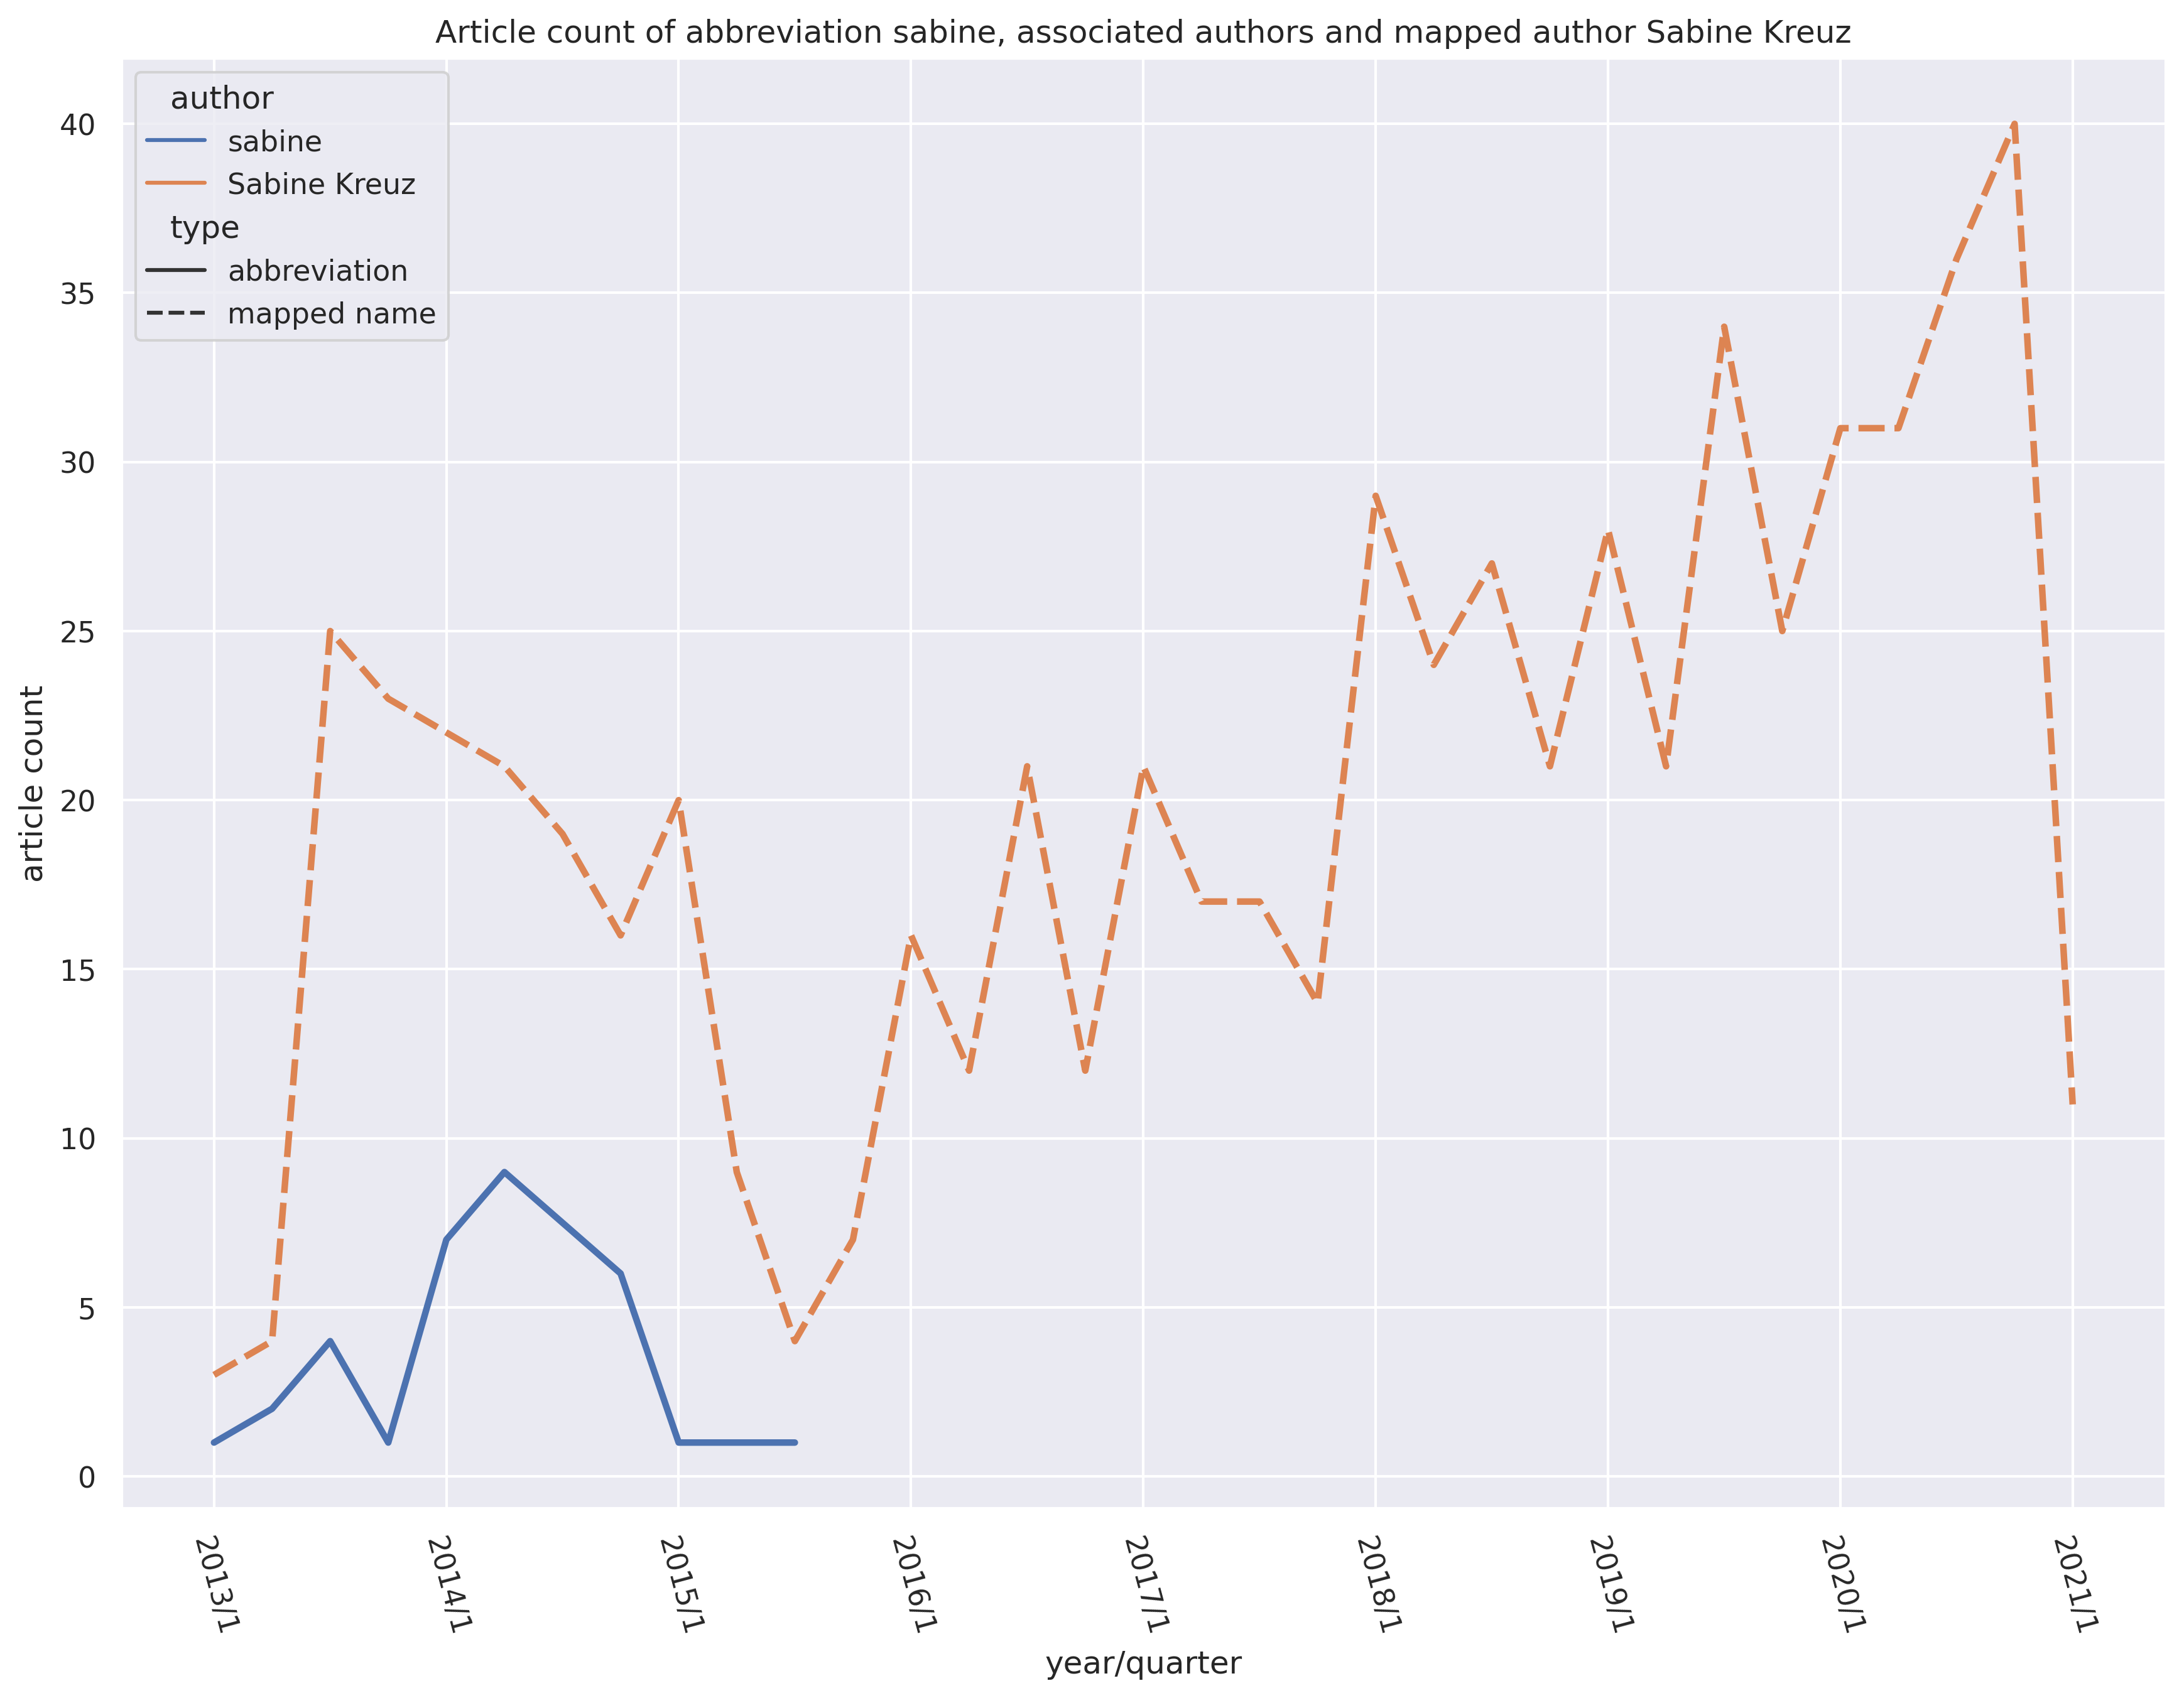 Article count of abbreviation sabine, associated authors and mapped author Sabine Kreuz
author
sabine
Sabine Kreuz
type
abbreviation
mapped name
40
35
30
25
20
15
10
5
0
article count
2013/1
2014/1
2015/1
2016/1
2017/1
2018/1
2019/1
2020/1
2021/1
year/quarter